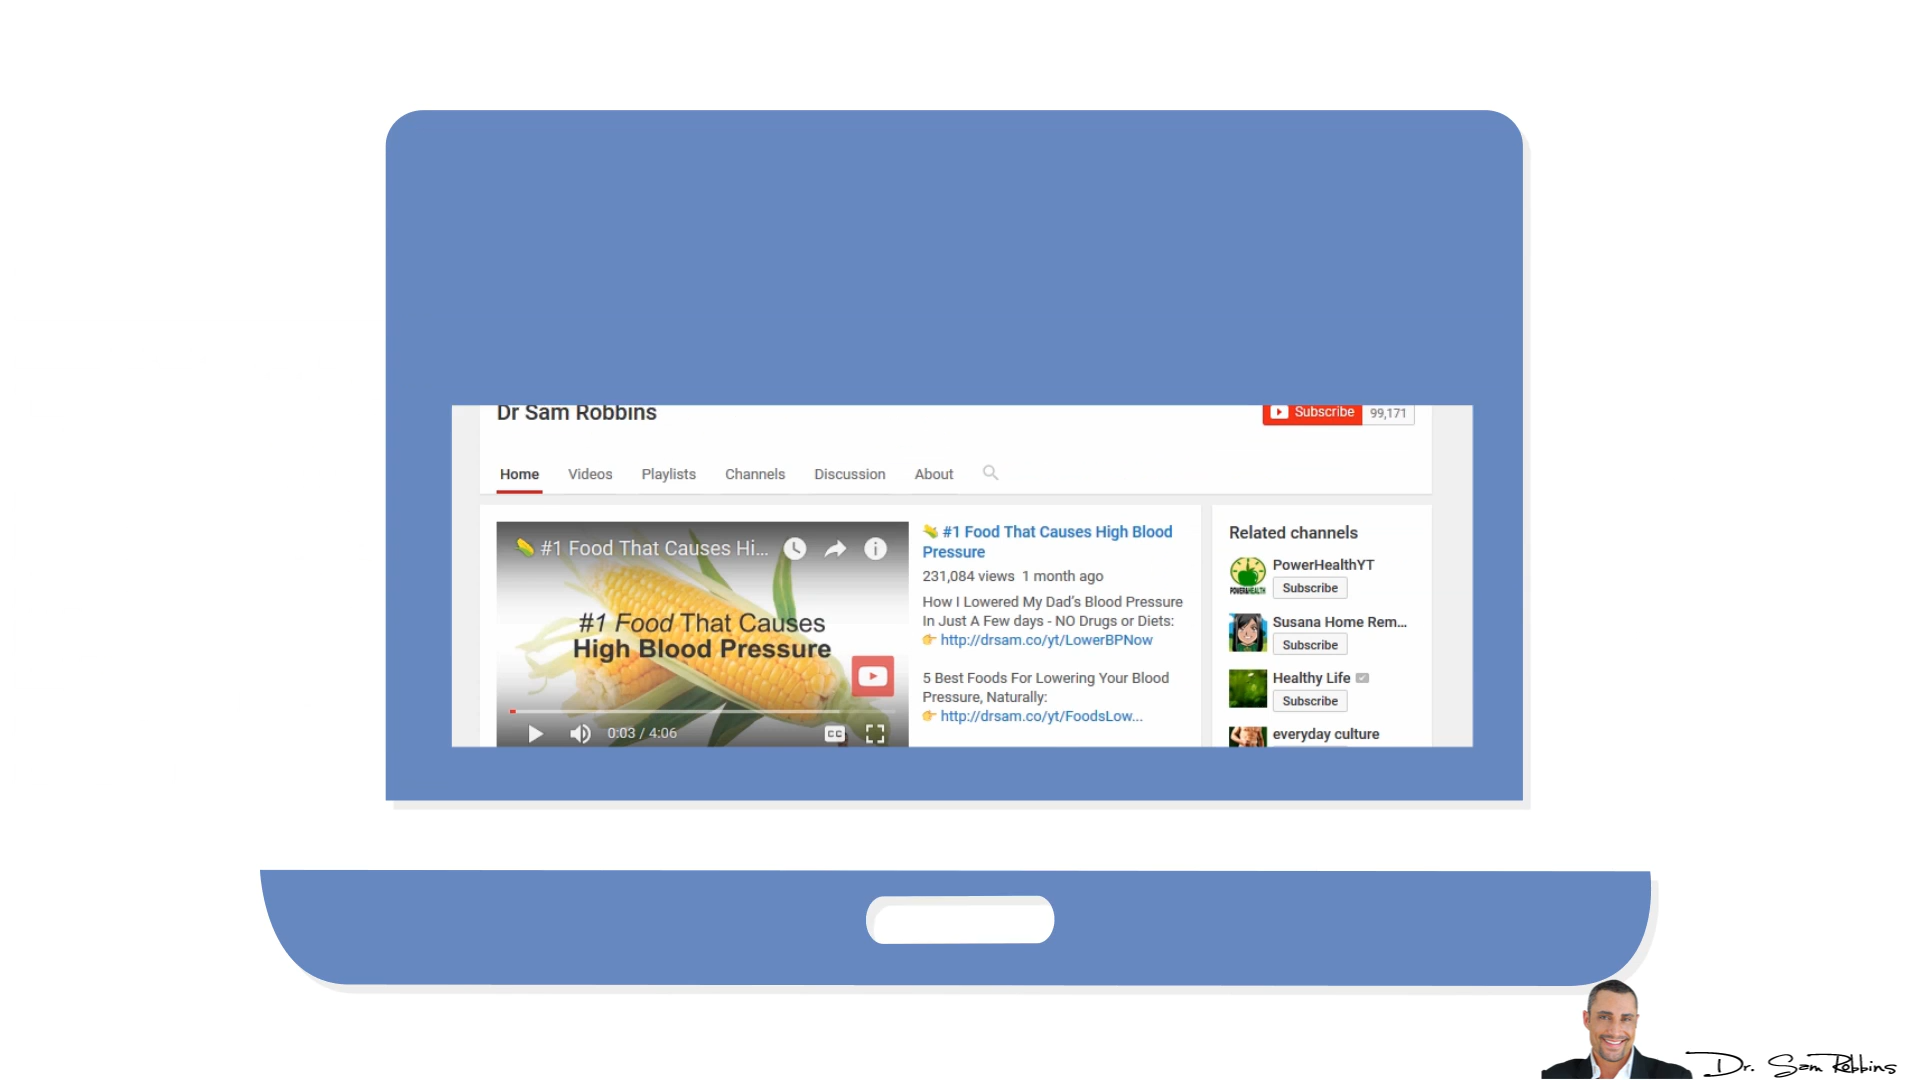 Dr Sam Robbins
Subscribe 99,171
Home Videos Playlists Channels Discussion About
#1 Food That Causes Hi...
#1 Food That Causes
High Blood Pressure
0:03 / 4:06
CC
#1 Food That Causes High Blood
Pressure
231,084 views 1 month ago
How I Lowered My Dad's Blood Pressure
In Just A Few days - NO Drugs or Diets:
http://drsam.co/yt/LowerBPNow
5 Best Foods For Lowering Your Blood
Pressure, Naturally:
http://drsam.co/yt/FoodsLow...
Related channels
PowerHealthYT
Subscribe
Susana Home Rem...
Subscribe
Healthy Life
Subscribe
everyday culture
Dr. Sam Robbins